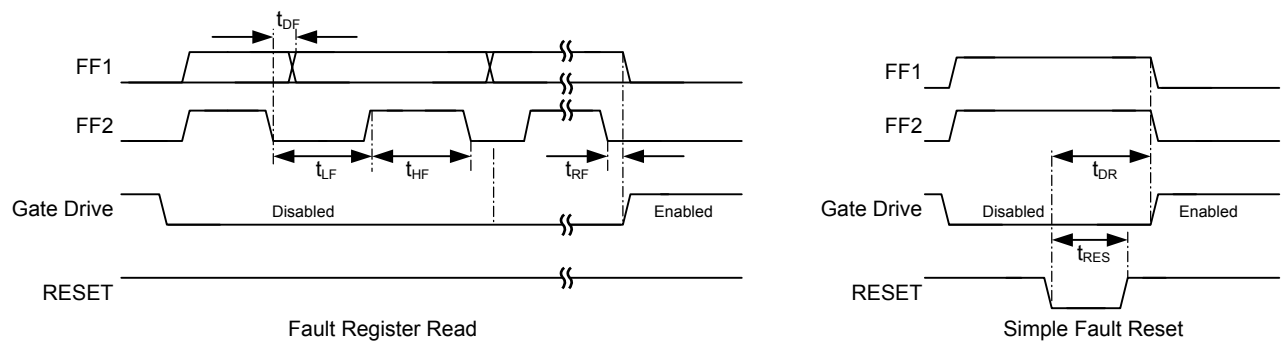 tDF
FF1
FF2
tLF
tHF
tRF
Gate Drive
Disabled
Enabled
RESET
Fault Register Read
FF1
FF2
tDR
Gate Drive
Disabled
Enabled
tRES
RESET
Simple Fault Reset